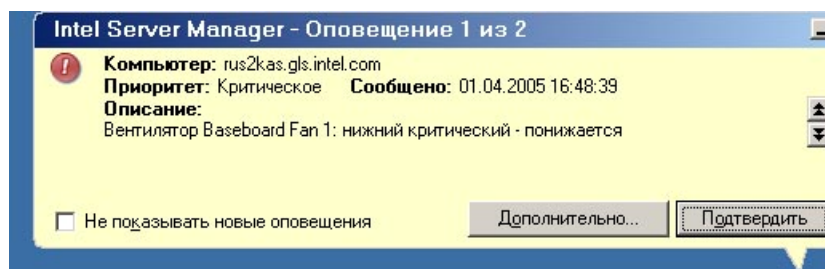 Intel Server Manager - Оповещение 1 из 2
Компьютер: rus2kas.gls.intel.com
Приоритет: Критическое Сообщено: 01.04.2005 16:48:39
Описание:
Вентилятор Baseboard Fan 1: нижний критический - понижается
Не показывать новые оповещения
Дополнительно...
Подтвердить